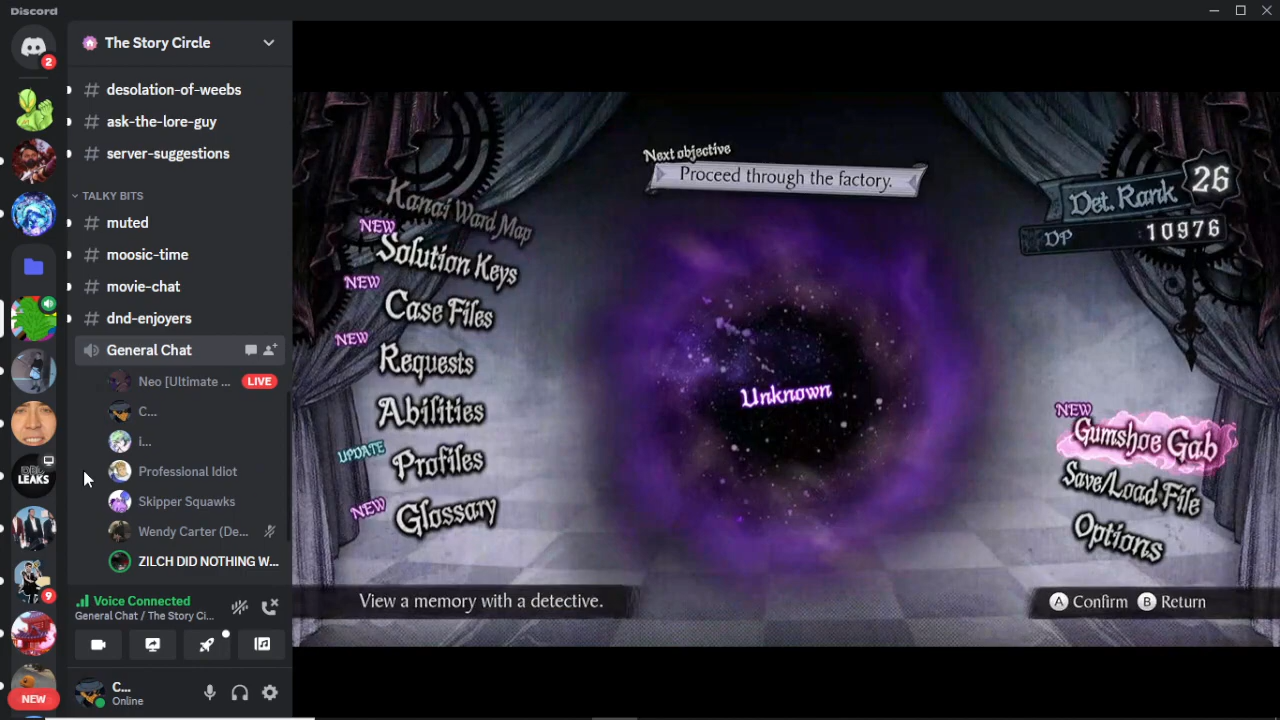 Discord
2
The Story Circle
desolation-of-weebs
ask-the-lore-guy
server-suggestions
TALKY BITS
muted
moosic-time
movie-chat
dnd-enjoyers
General Chat
Neo [Ultimate ...
LIVE
C...
i...
Professional Idiot
Skipper Squawks
Wendy Carter (De...
ZILCH DID NOTHING W...
Voice Connected
General Chat / The Story Ci...
C...
Online
LEAKS
9
NEW
Next objective
Proceed through the factory.
Det. Rank 26
DP 10976
Kanai Ward Map
NEW
Solution Keys
NEW
Case Files
NEW
Requests
Abilities
UPDATE
Profiles
NEW
Glossary
Unknown
NEW
Gumshoe Gab
Save/Load File
Options
View a memory with a detective.
A Confirm B Return